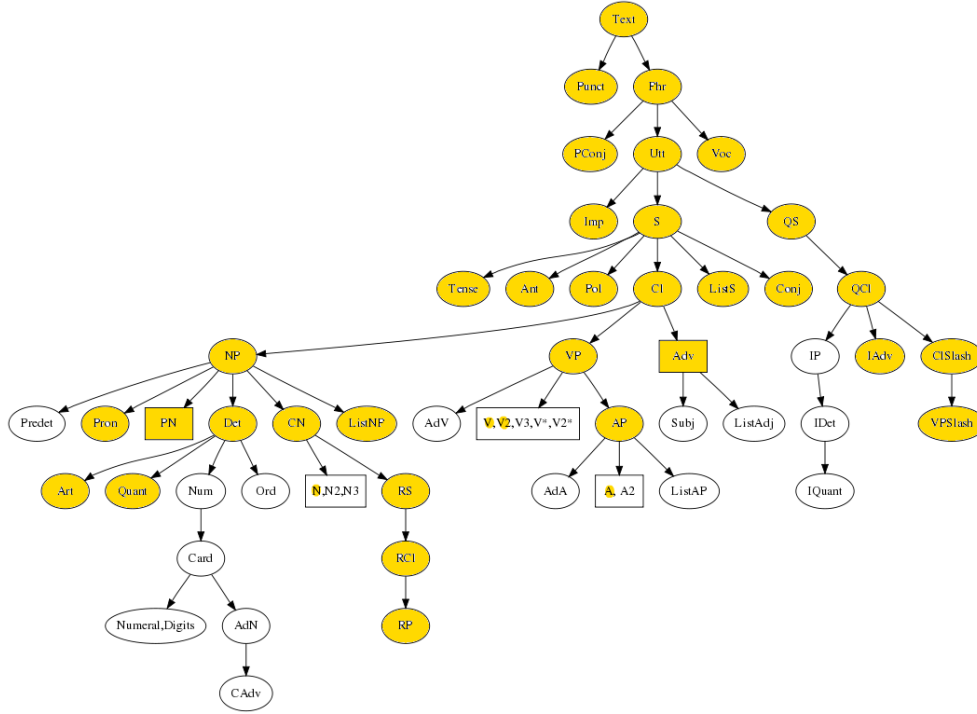 Text
Punct Phr
PConj Utt Voc
Imp S QS
Tense Ant Pol Cl ListS Conj QCl
NP VP Adv IP IAdv ClSlash
Predet Pron PN Det CN ListNP AdV V,V2,V3,V*,V2* AP Subj ListAdj IDet VPSlash
Art Quant Num Ord N,N2,N3 RS AdA A, A2 ListAP IQuant
Card RCl
Numeral,Digits AdN RP
CAdv